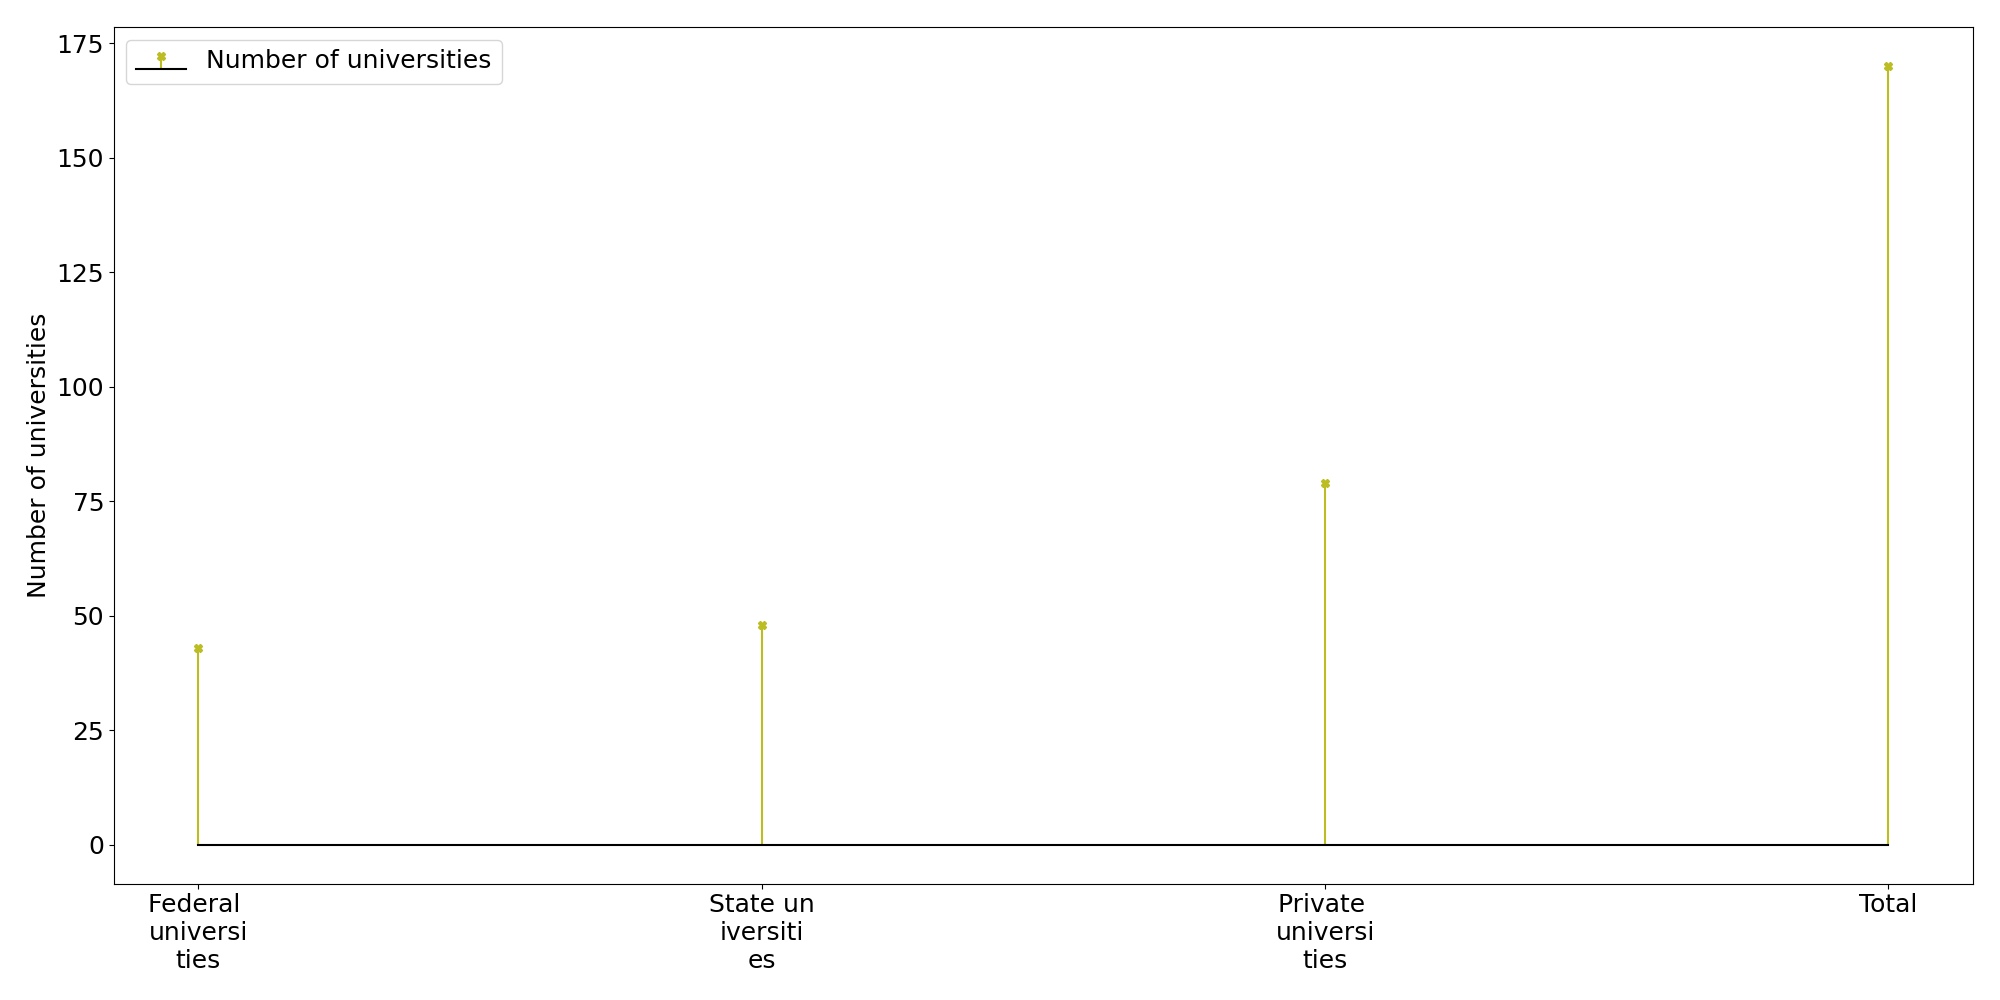 175
150
125
100
75
50
25
0
Number of universities
Number of universities
Federal
universi
ties
State un
iversiti
es
Private
universi
ties
Total